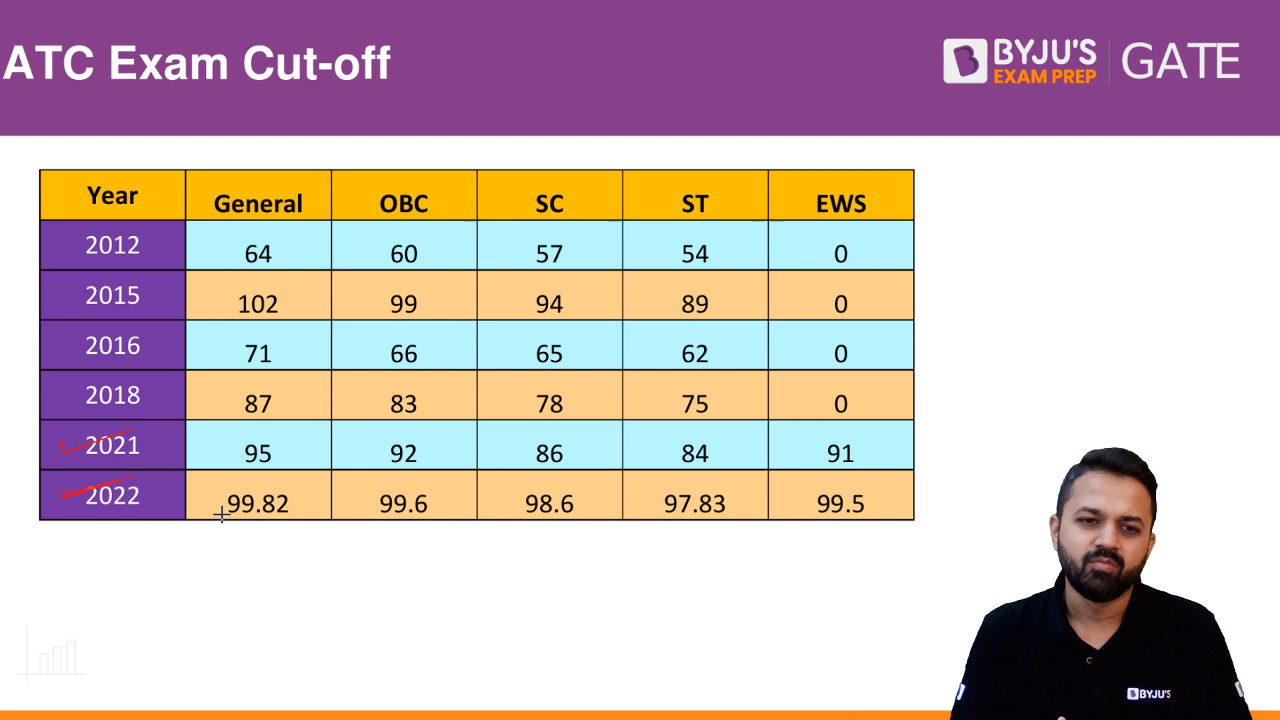 ATC Exam Cut-off
BYJU'S
EXAM PREP
GATE
Year General OBC SC ST EWS
2012 64 60 57 54 0
2015 102 99 94 89 0
2016 71 66 65 62 0
2018 87 83 78 75 0
2021 95 92 86 84 91
2022 99.82 99.6 98.6 97.83 99.5
BYJU'S